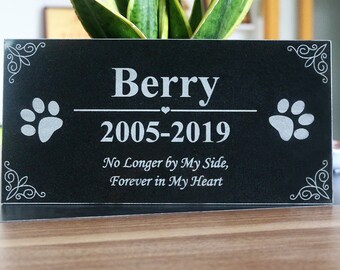 Berry
2005-2019
No Longer by My Side,
Forever in My Heart